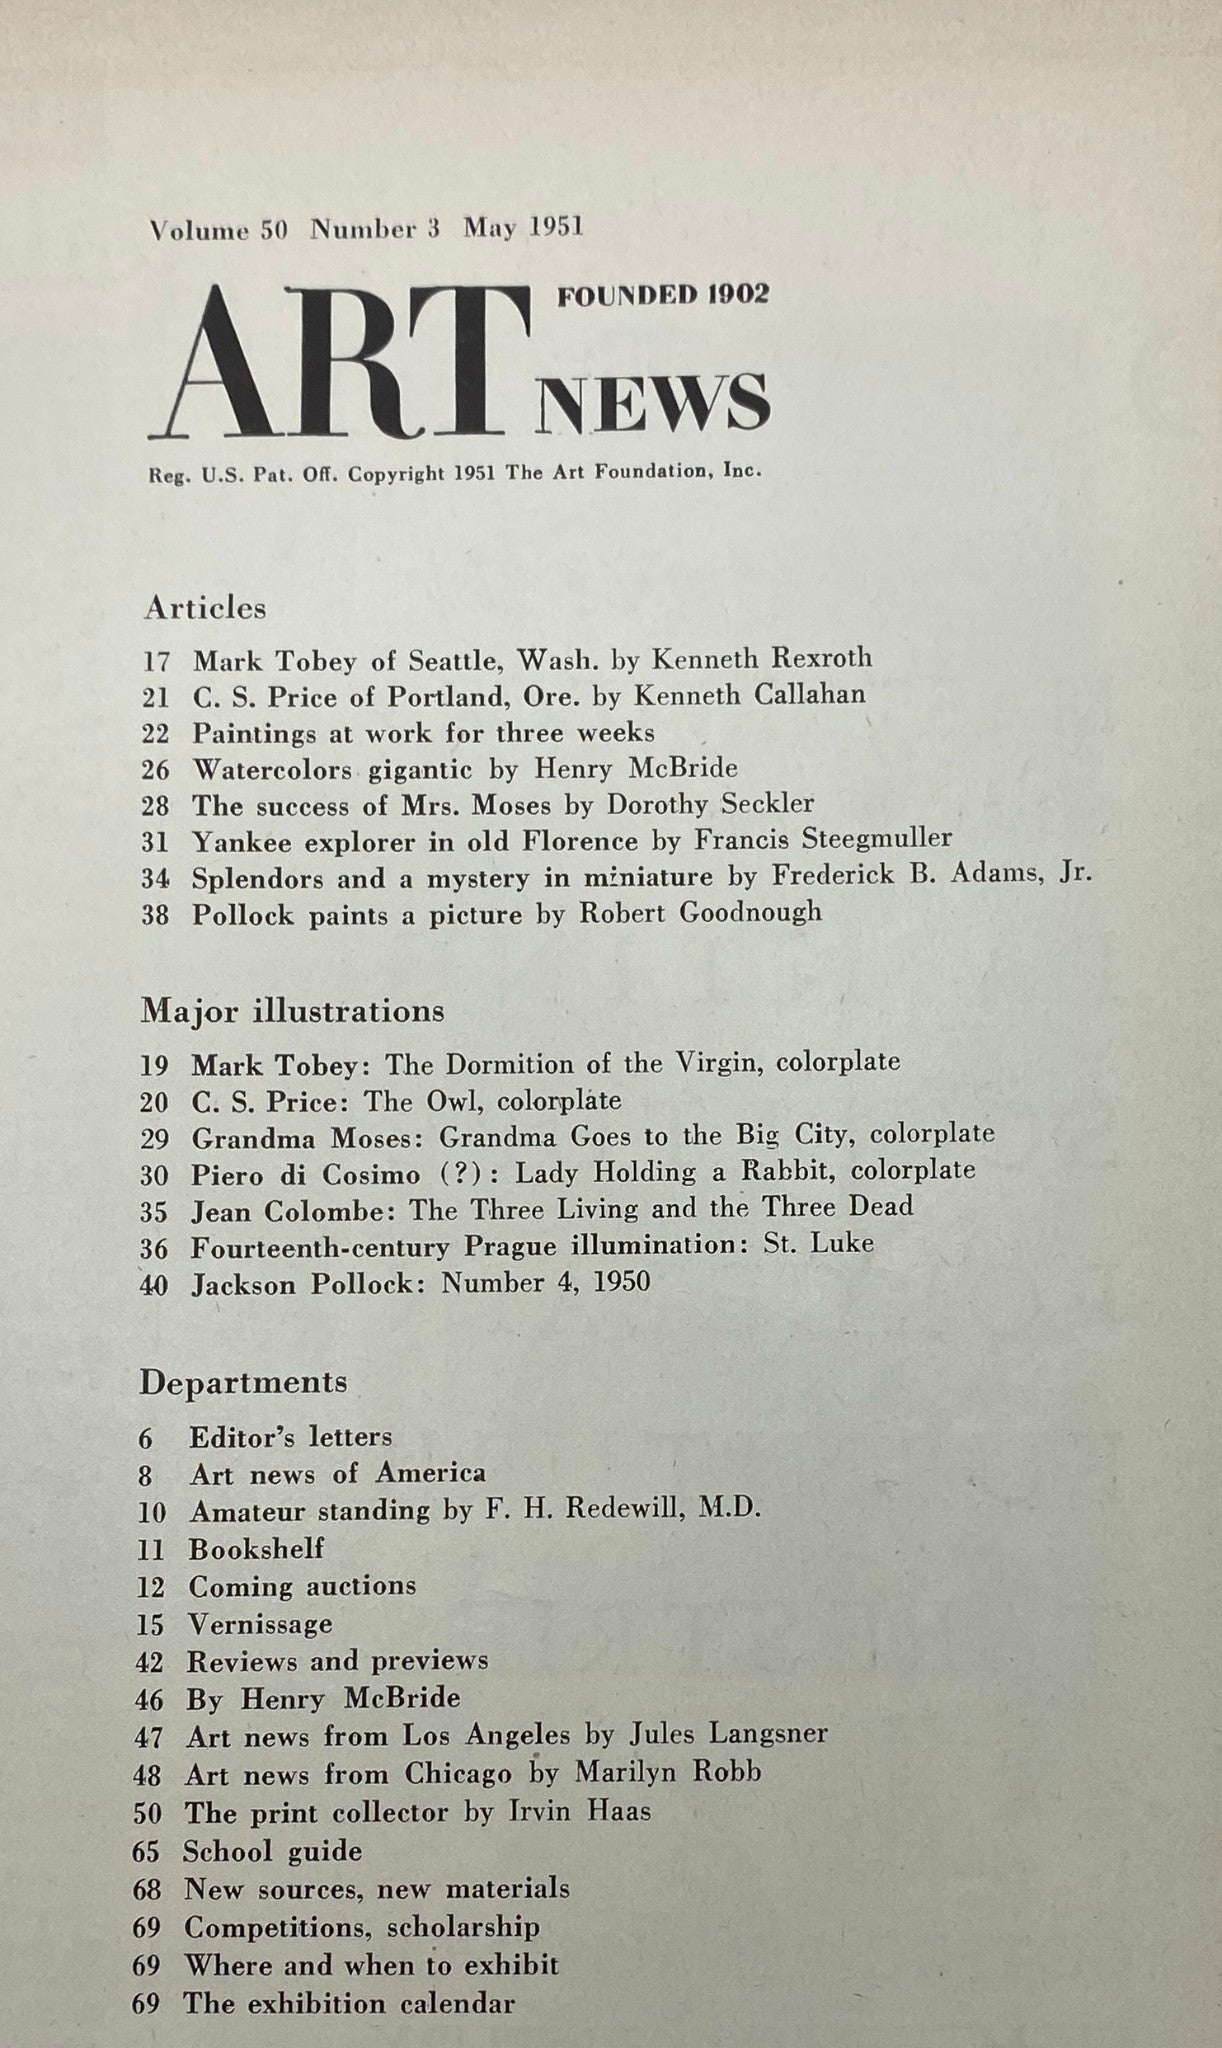 Volume 50 Number 3 May 1951
ART NEWS
FOUNDED 1902
Reg. U.S. Pat. Off. Copyright 1951 The Art Foundation, Inc.
Articles
17 Mark Tobey of Seattle, Wash. by Kenneth Rexroth
21 C. S. Price of Portland, Ore. by Kenneth Callahan
22 Paintings at work for three weeks
26 Watercolors gigantic by Henry McBride
28 The success of Mrs. Moses by Dorothy Seckler
31 Yankee explorer in old Florence by Francis Steegmuller
34 Splendors and a mystery in miniature by Frederick B. Adams, Jr.
38 Pollock paints a picture by Robert Goodnough
Major illustrations
19 Mark Tobey: The Dormition of the Virgin, colorplate
20 C. S. Price: The Owl, colorplate
29 Grandma Moses: Grandma Goes to the Big City, colorplate
30 Piero di Cosimo (?): Lady Holding a Rabbit, colorplate
35 Jean Colombe: The Three Living and the Three Dead
36 Fourteenth-century Prague illumination: St. Luke
40 Jackson Pollock: Number 4, 1950
Departments
6 Editor's letters
8 Art news of America
10 Amateur standing by F. H. Redewill, M.D.
11 Bookshelf
12 Coming auctions
15 Vernissage
42 Reviews and previews
46 By Henry McBride
47 Art news from Los Angeles by Jules Langsner
48 Art news from Chicago by Marilyn Robb
50 The print collector by Irvin Haas
65 School guide
68 New sources, new materials
69 Competitions, scholarship
69 Where and when to exhibit
69 The exhibition calendar